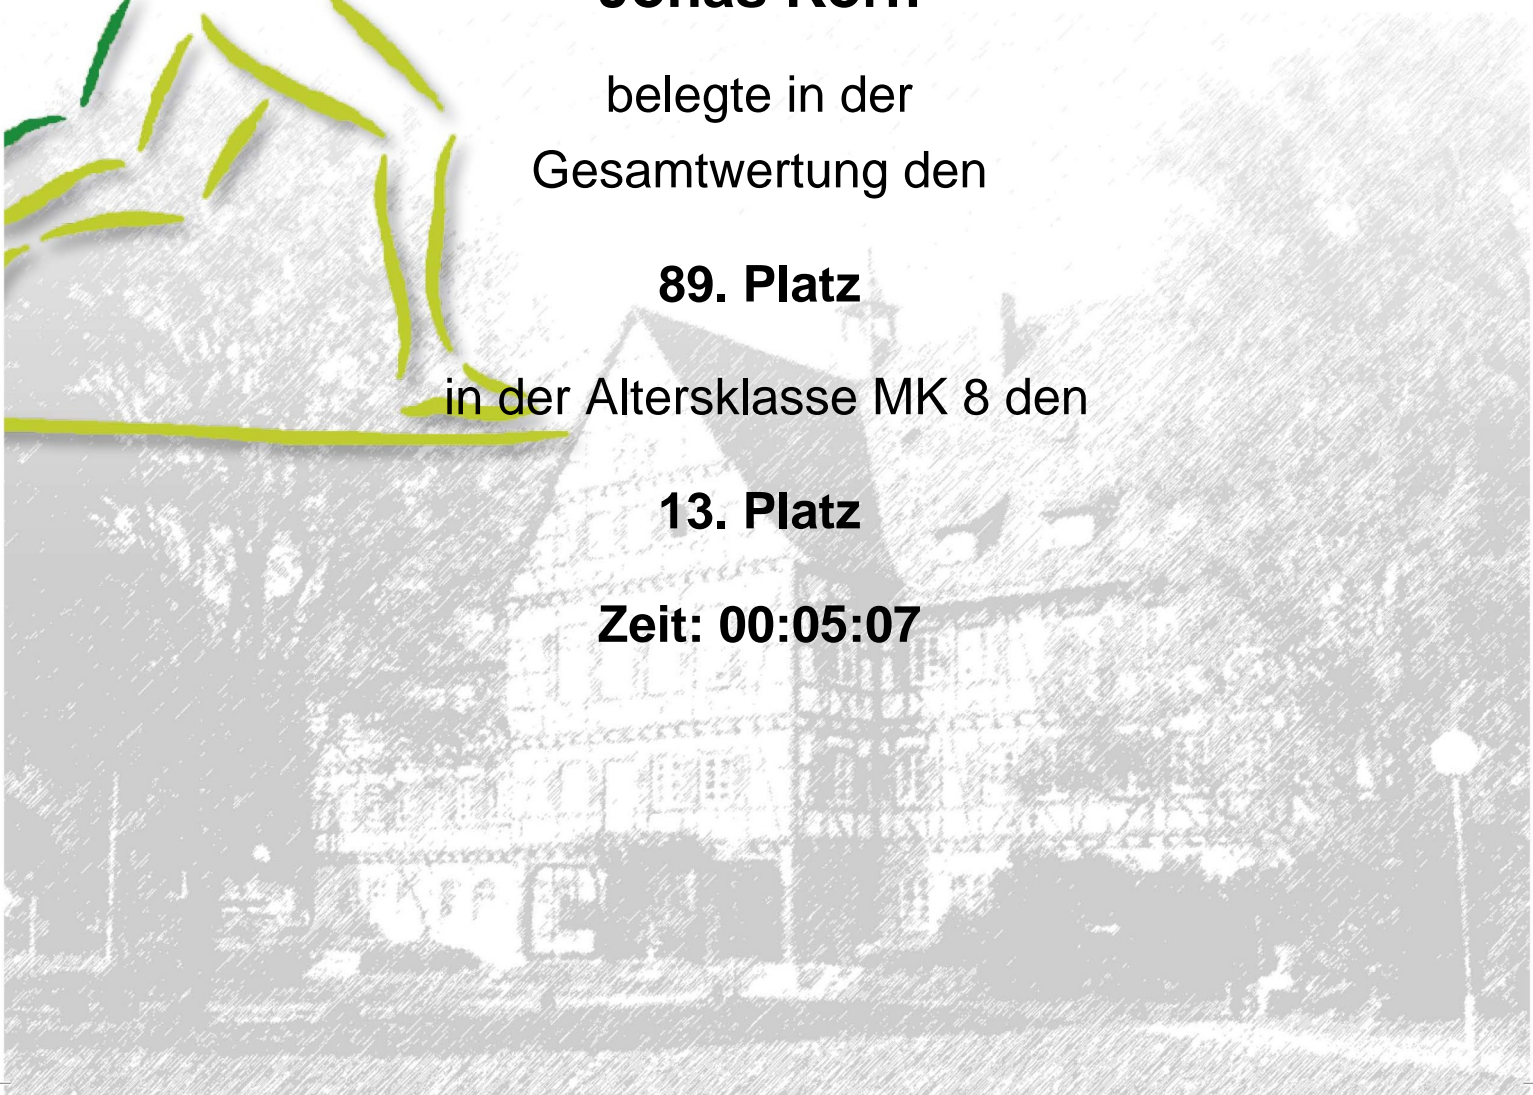 belegte in der
Gesamtwertung den
89. Platz
in der Altersklasse MK 8 den
13. Platz
Zeit: 00:05:07